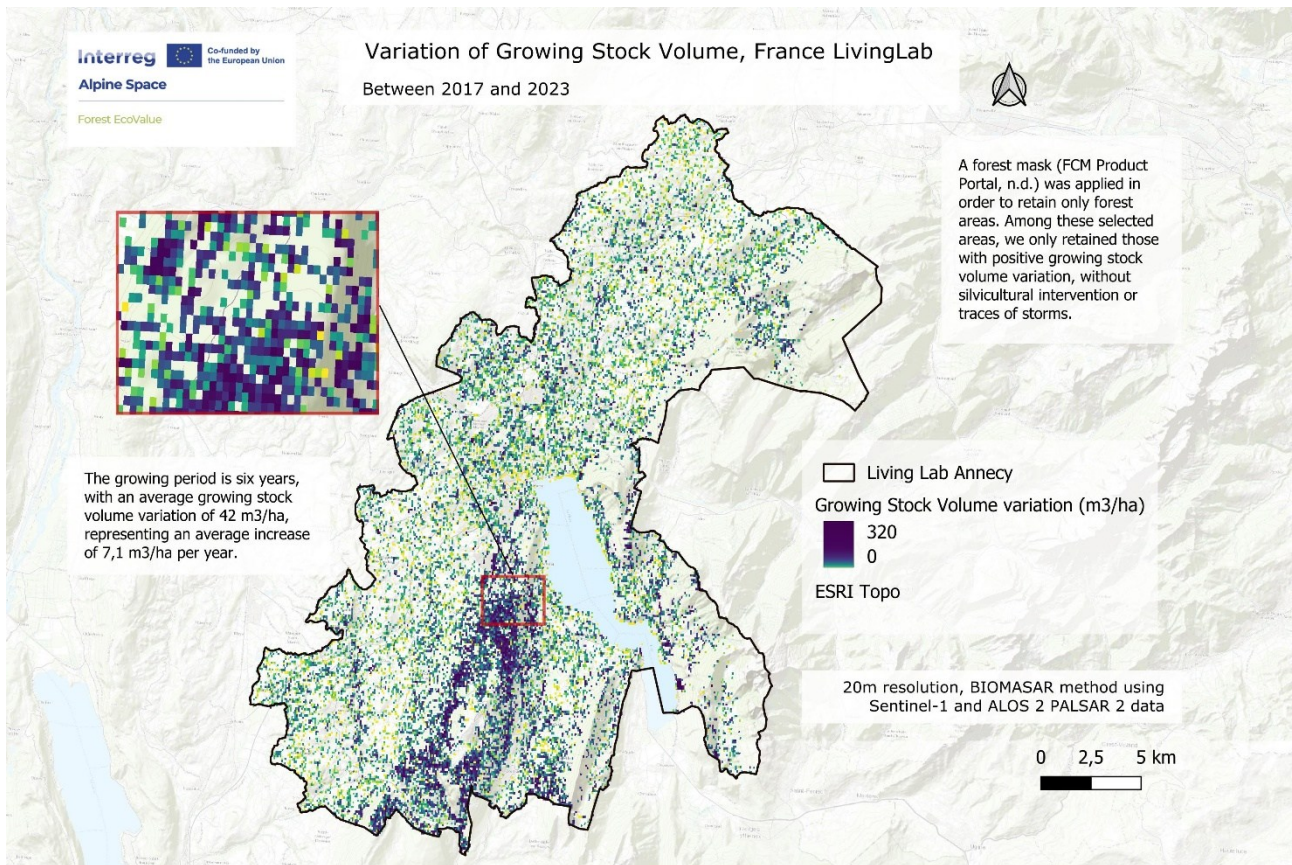 Interreg
Co-funded by
the European Union
Alpine Space
Forest EcoValue
Variation of Growing Stock Volume, France LivingLab
Between 2017 and 2023
A forest mask (FCM Product
Portal, n.d.) was applied in
order to retain only forest
areas. Among these selected
areas, we only retained those
with positive growing stock
volume variation, without
silvicultural intervention or
traces of storms.
The growing period is six years,
with an average growing stock
volume variation of 42 m3/ha,
representing an average increase
of 7,1 m3/ha per year.
Living Lab Annecy
Growing Stock Volume variation (m3/ha)
320
0
ESRI Topo
20m resolution, BIOMASAR method using
Sentinel-1 and ALOS 2 PALSAR 2 data
0 2,5 5 km